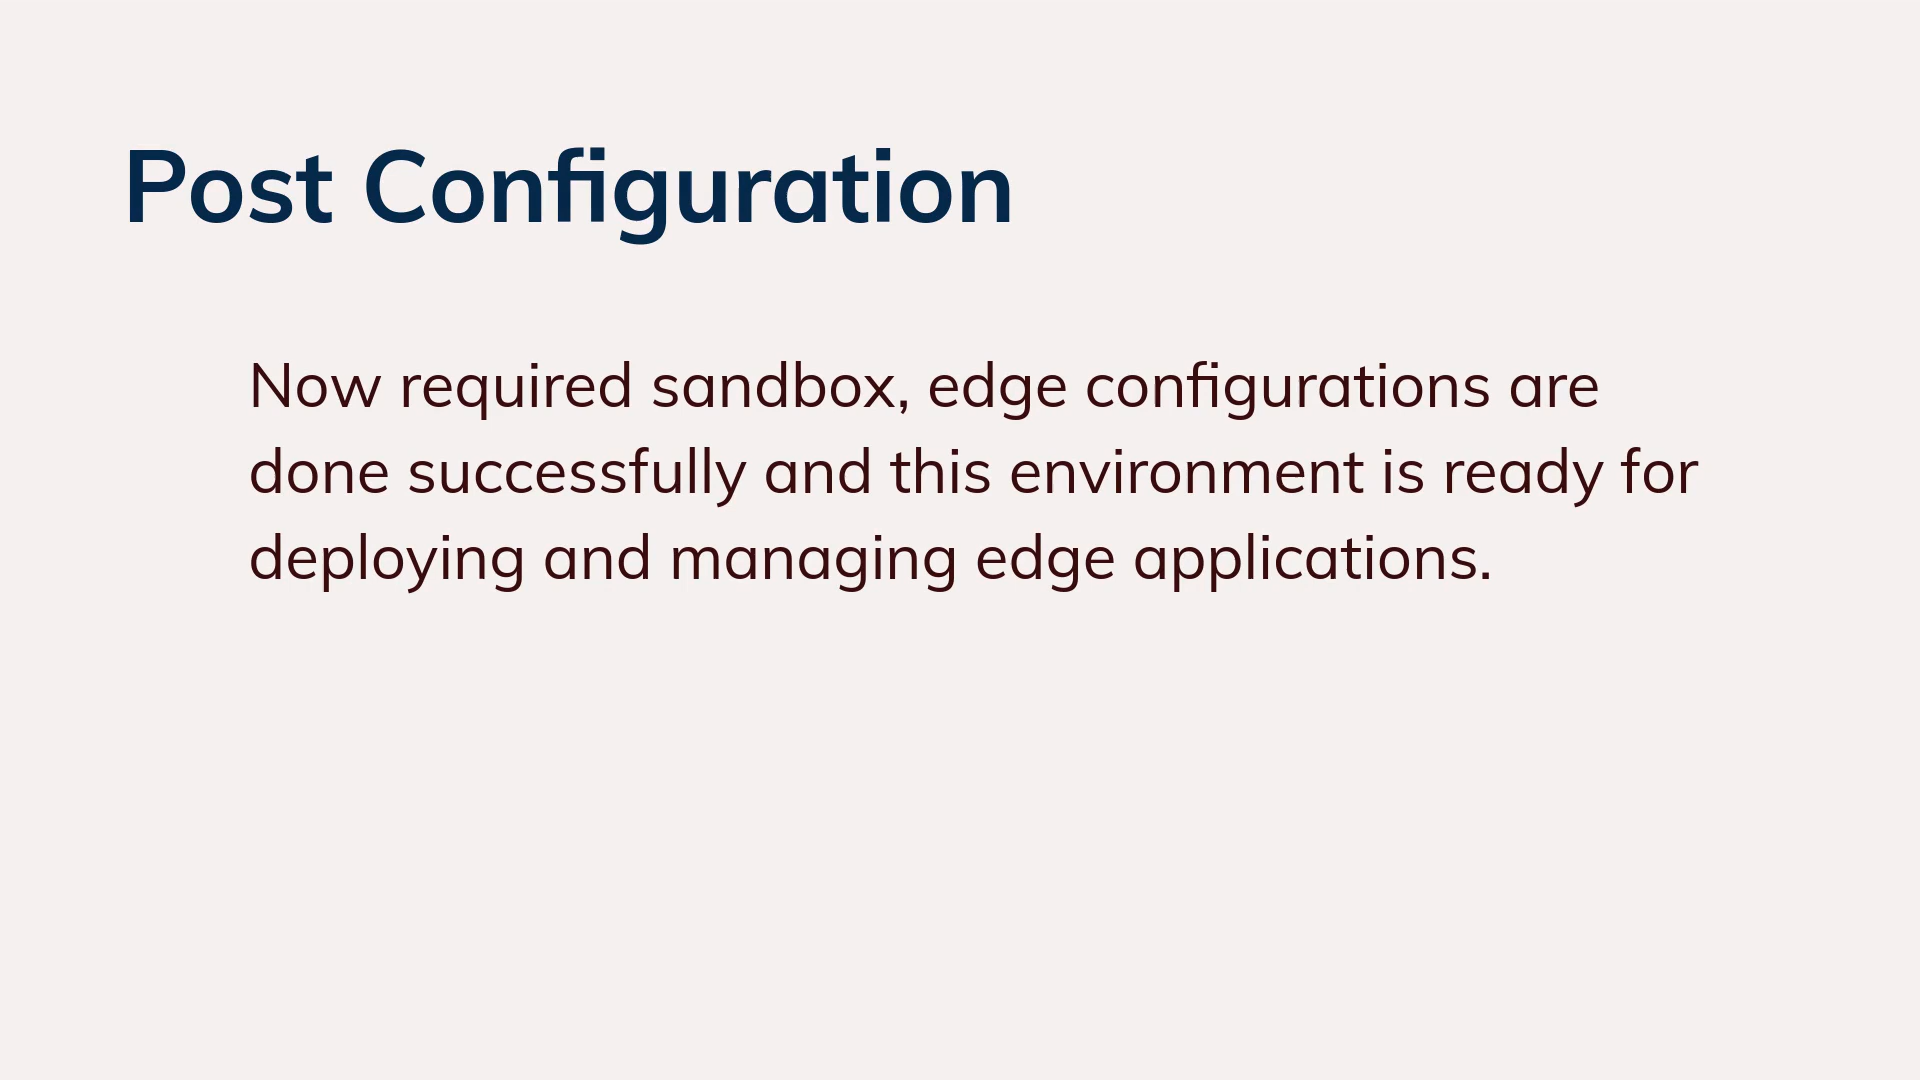 Post Configuration
Now required sandbox, edge configurations are
done successfully and this environment is ready for
deploying and managing edge applications.